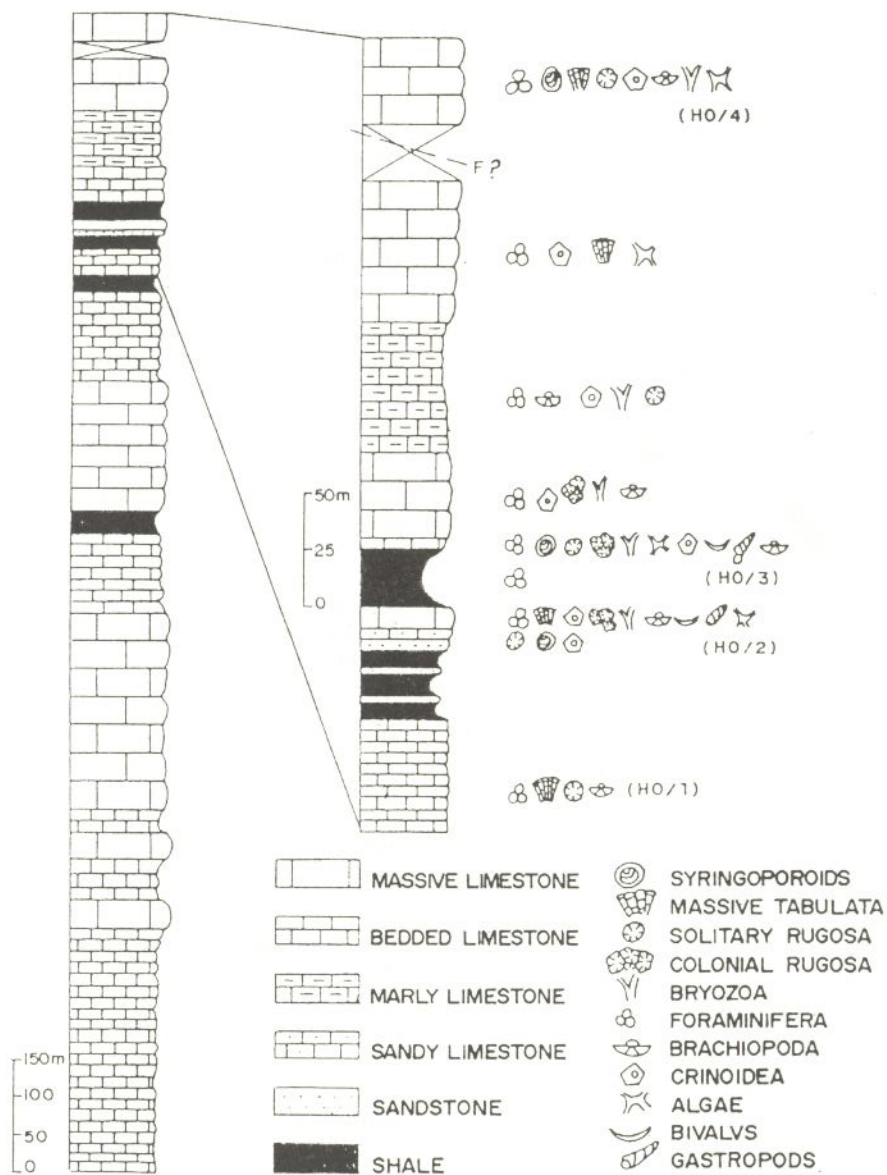 (HO/4)
F?
50m
25
0
(HO/3)
(HO/2)
(HO/1)
150m
100
50
0
MASSIVE LIMESTONE
BEDDED LIMESTONE
MARLY LIMESTONE
SANDY LIMESTONE
SANDSTONE
SHALE
SYRINGOPOROIDS
MASSIVE TABULATA
SOLITARY RUGOSA
COLONIAL RUGOSA
BRYOZOA
FORAMINIFERA
BRACHIOPODA
CRINOIDEA
ALGAE
BIVALVS
GASTROPODS